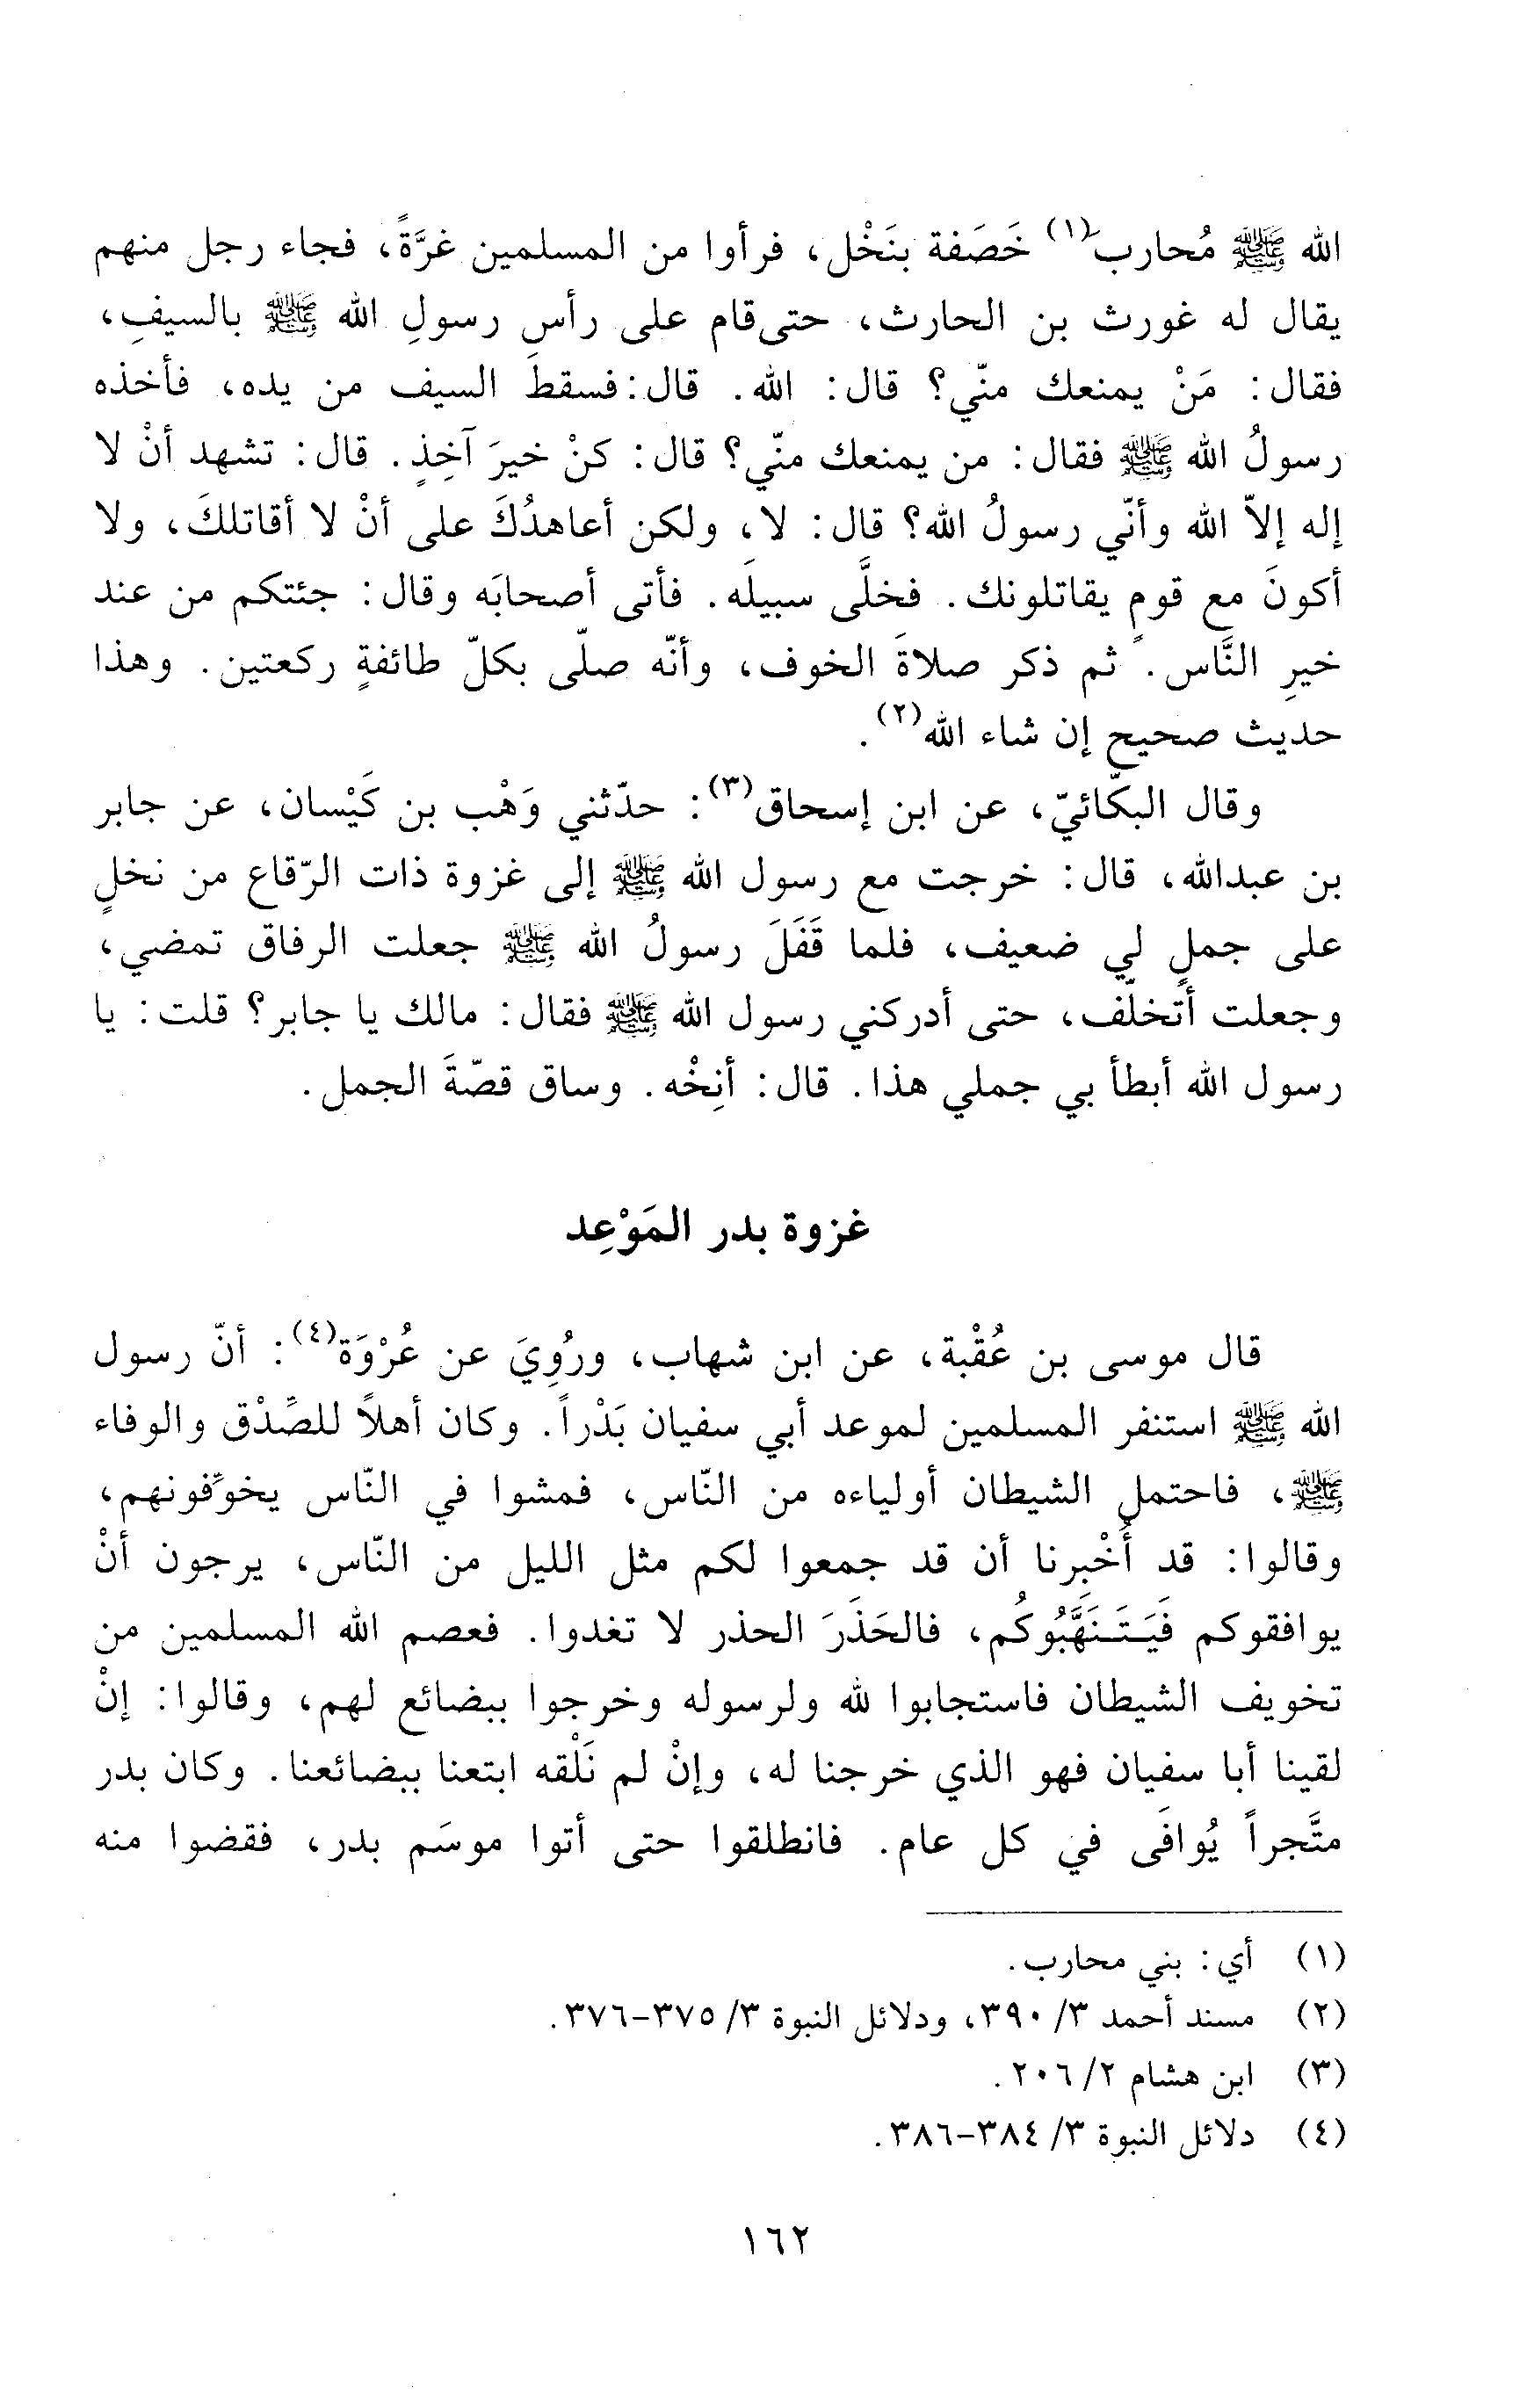 الله ﷺ مُحارب(١) خَصَفة بنَخْل، فرأوا من المسلمين غرَّةً، فجاء رجل منهم
يقال له غورث بن الحارث، حتى قام على رأسِ رسولِ الله ﷺ بالسيفِ،
فقال: مَنْ يمنعك منّي؟ قال: الله. قال: فسقطَ السيف من يده، فأخذه
رسولُ الله ﷺ فقال: من يمنعك منّي؟ قال: كنْ خيرَ آخِذٍ. قال: تشهد أنْ لا
إله إلاّ الله وأنّي رسولُ الله؟ قال: لا، ولكن أعاهدُكَ على أنْ لا أقاتلكَ، ولا
أكونَ مع قومٍ يقاتلونك. فخلَّى سبيلَه. فأتى أصحابَه وقال: جئتكم من عند
خيرِ النَّاس. ثم ذكر صلاةَ الخوف، وأنّه صلّى بكلّ طائفةٍ ركعتين. وهذا
حديث صحيح إن شاء الله(٢).
وقال البكّائيّ، عن ابن إسحاق(٣): حدّثني وَهْب بن كَيْسان، عن جابر
بن عبدالله، قال: خرجت مع رسول الله ﷺ إلى غزوة ذات الرّقاع من نخلٍ
على جملٍ لي ضعيف، فلما قَفَلَ رسولُ الله ﷺ جعلت الرفاق تمضي،
وجعلت أتخلّف، حتى أدركني رسول الله ﷺ فقال: مالك يا جابر؟ قلت: يا
رسول الله أبطأ بي جملي هذا. قال: أنِخْه. وساق قصّةَ الجمل.
غزوة بدر المَوْعِد
قال موسى بن عُقْبة، عن ابن شهاب، ورُوِيَ عن عُرْوَة(٤): أنّ رسول
الله ﷺ استنفر المسلمين لموعد أبي سفيان بَدْراً. وكان أهلاً للصِّدْق والوفاء
ﷺ، فاحتمل الشيطان أولياءه من النّاس، فمشوا في النّاس يخوّفونهم،
وقالوا: قد أُخْبِرنا أن قد جمعوا لكم مثل الليل من النّاس، يرجون أنْ
يوافقوكم فَيَـتَـنَهَّبُوكُم، فالحَذَرَ الحذر لا تغدوا. فعصم الله المسلمين من
تخويف الشيطان فاستجابوا لله ولرسوله وخرجوا ببضائع لهم، وقالوا: إنْ
لقينا أبا سفيان فهو الذي خرجنا له، وإنْ لم نَلْقه ابتعنا ببضائعنا. وكان بدر
متَّجراً يُوافَى في كل عام. فانطلقوا حتى أتوا موسَم بدر، فقضوا منه
(١) أي: بني محارب.
(٢) مسند أحمد ٣/ ٣٩٠، ودلائل النبوة ٣/ ٣٧٥-٣٧٦.
(٣) ابن هشام ٢/ ٢٠٦.
(٤) دلائل النبوة ٣/ ٣٨٤-٣٨٦.
١٦٢